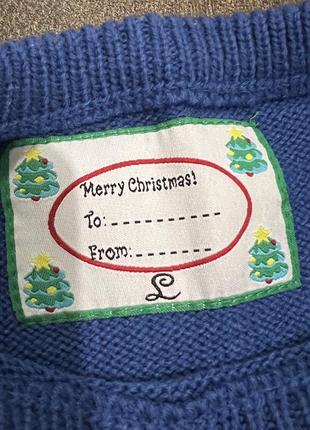 Merry Christmas!
To: ----------
From: -------
L